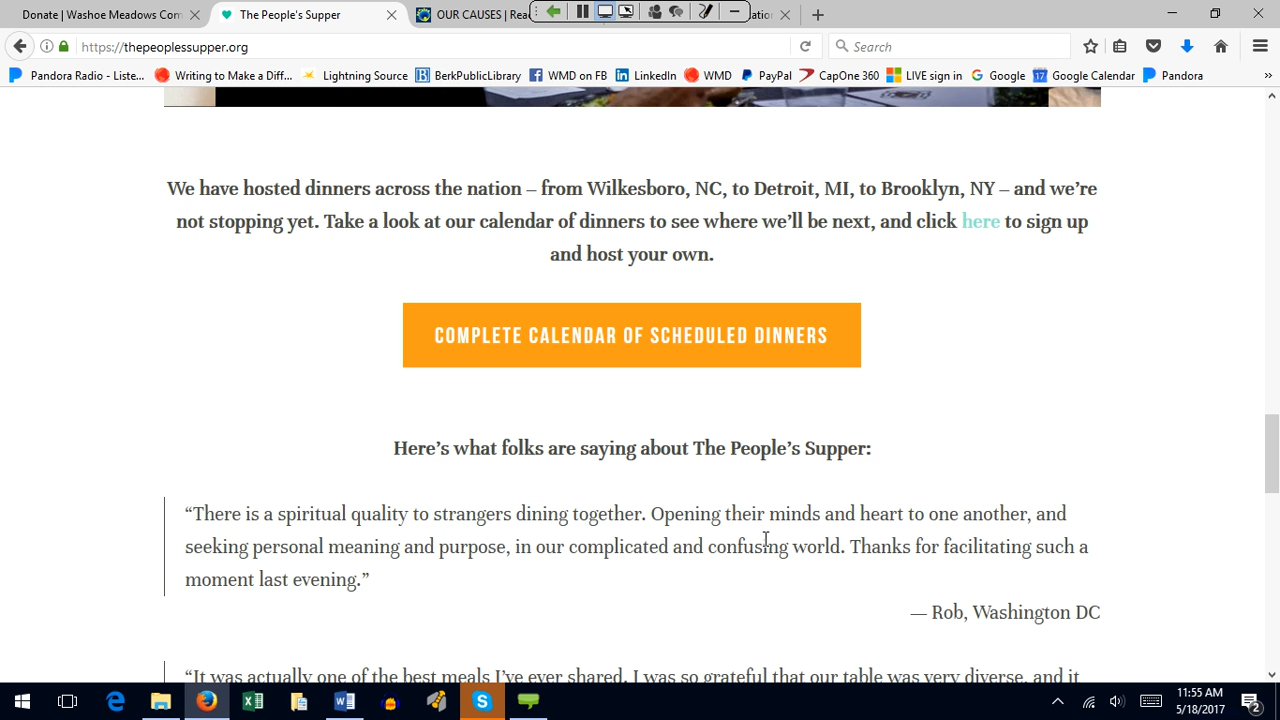 Donate | Washoe Meadows Com
The People's Supper
OUR CAUSES | Rea
https://thepeoplessupper.org
Search
Pandora Radio - Liste...
Writing to Make a Diff...
Lightning Source
BerkPublicLibrary
WMD on FB
LinkedIn
WMD
PayPal
CapOne 360
LIVE sign in
Google
Google Calendar
Pandora
We have hosted dinners across the nation – from Wilkesboro, NC, to Detroit, MI, to Brooklyn, NY – and we’re
not stopping yet. Take a look at our calendar of dinners to see where we’ll be next, and click here to sign up
and host your own.
COMPLETE CALENDAR OF SCHEDULED DINNERS
Here’s what folks are saying about The People’s Supper:
“There is a spiritual quality to strangers dining together. Opening their minds and heart to one another, and
seeking personal meaning and purpose, in our complicated and confusing world. Thanks for facilitating such a
moment last evening.”
— Rob, Washington DC
“It was actually one of the best meals I’ve ever shared. I was so grateful that our table was very diverse, and it
11:55 AM
5/18/2017
2